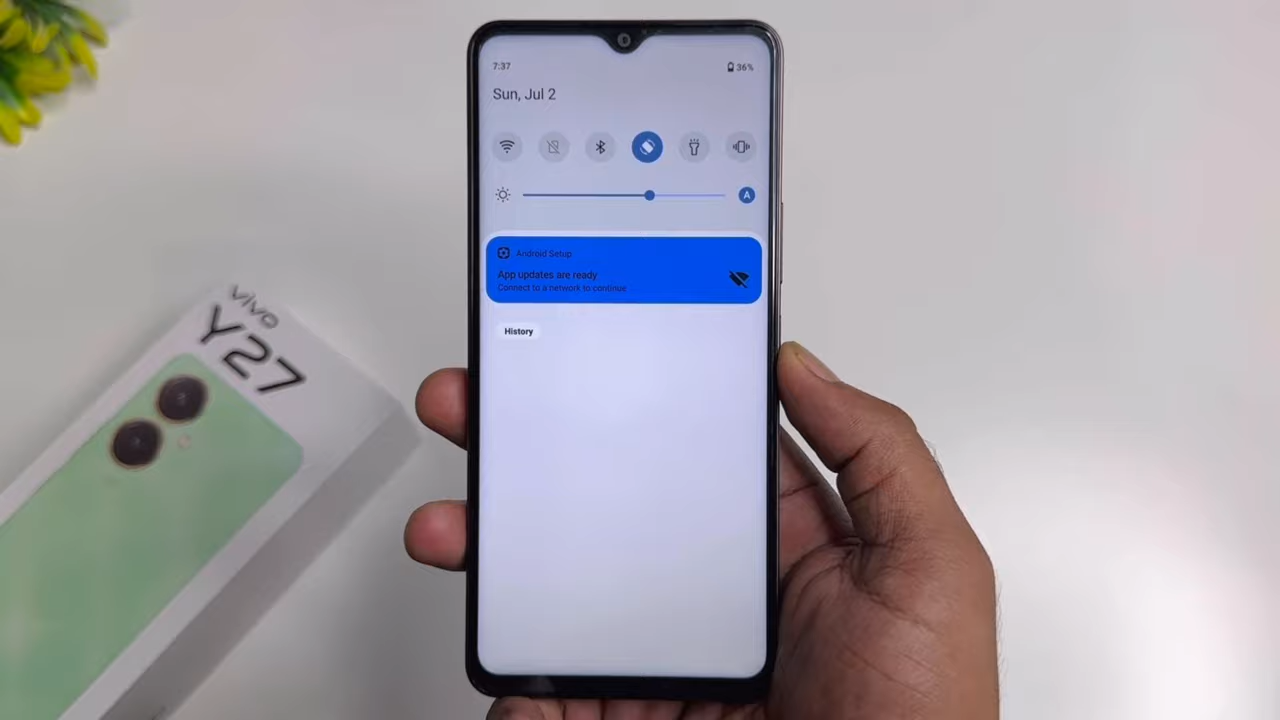 7:37
36%
Sun, Jul 2
A
Android Setup
App updates are ready
Connect to a network to continue
History
vivo
Y27